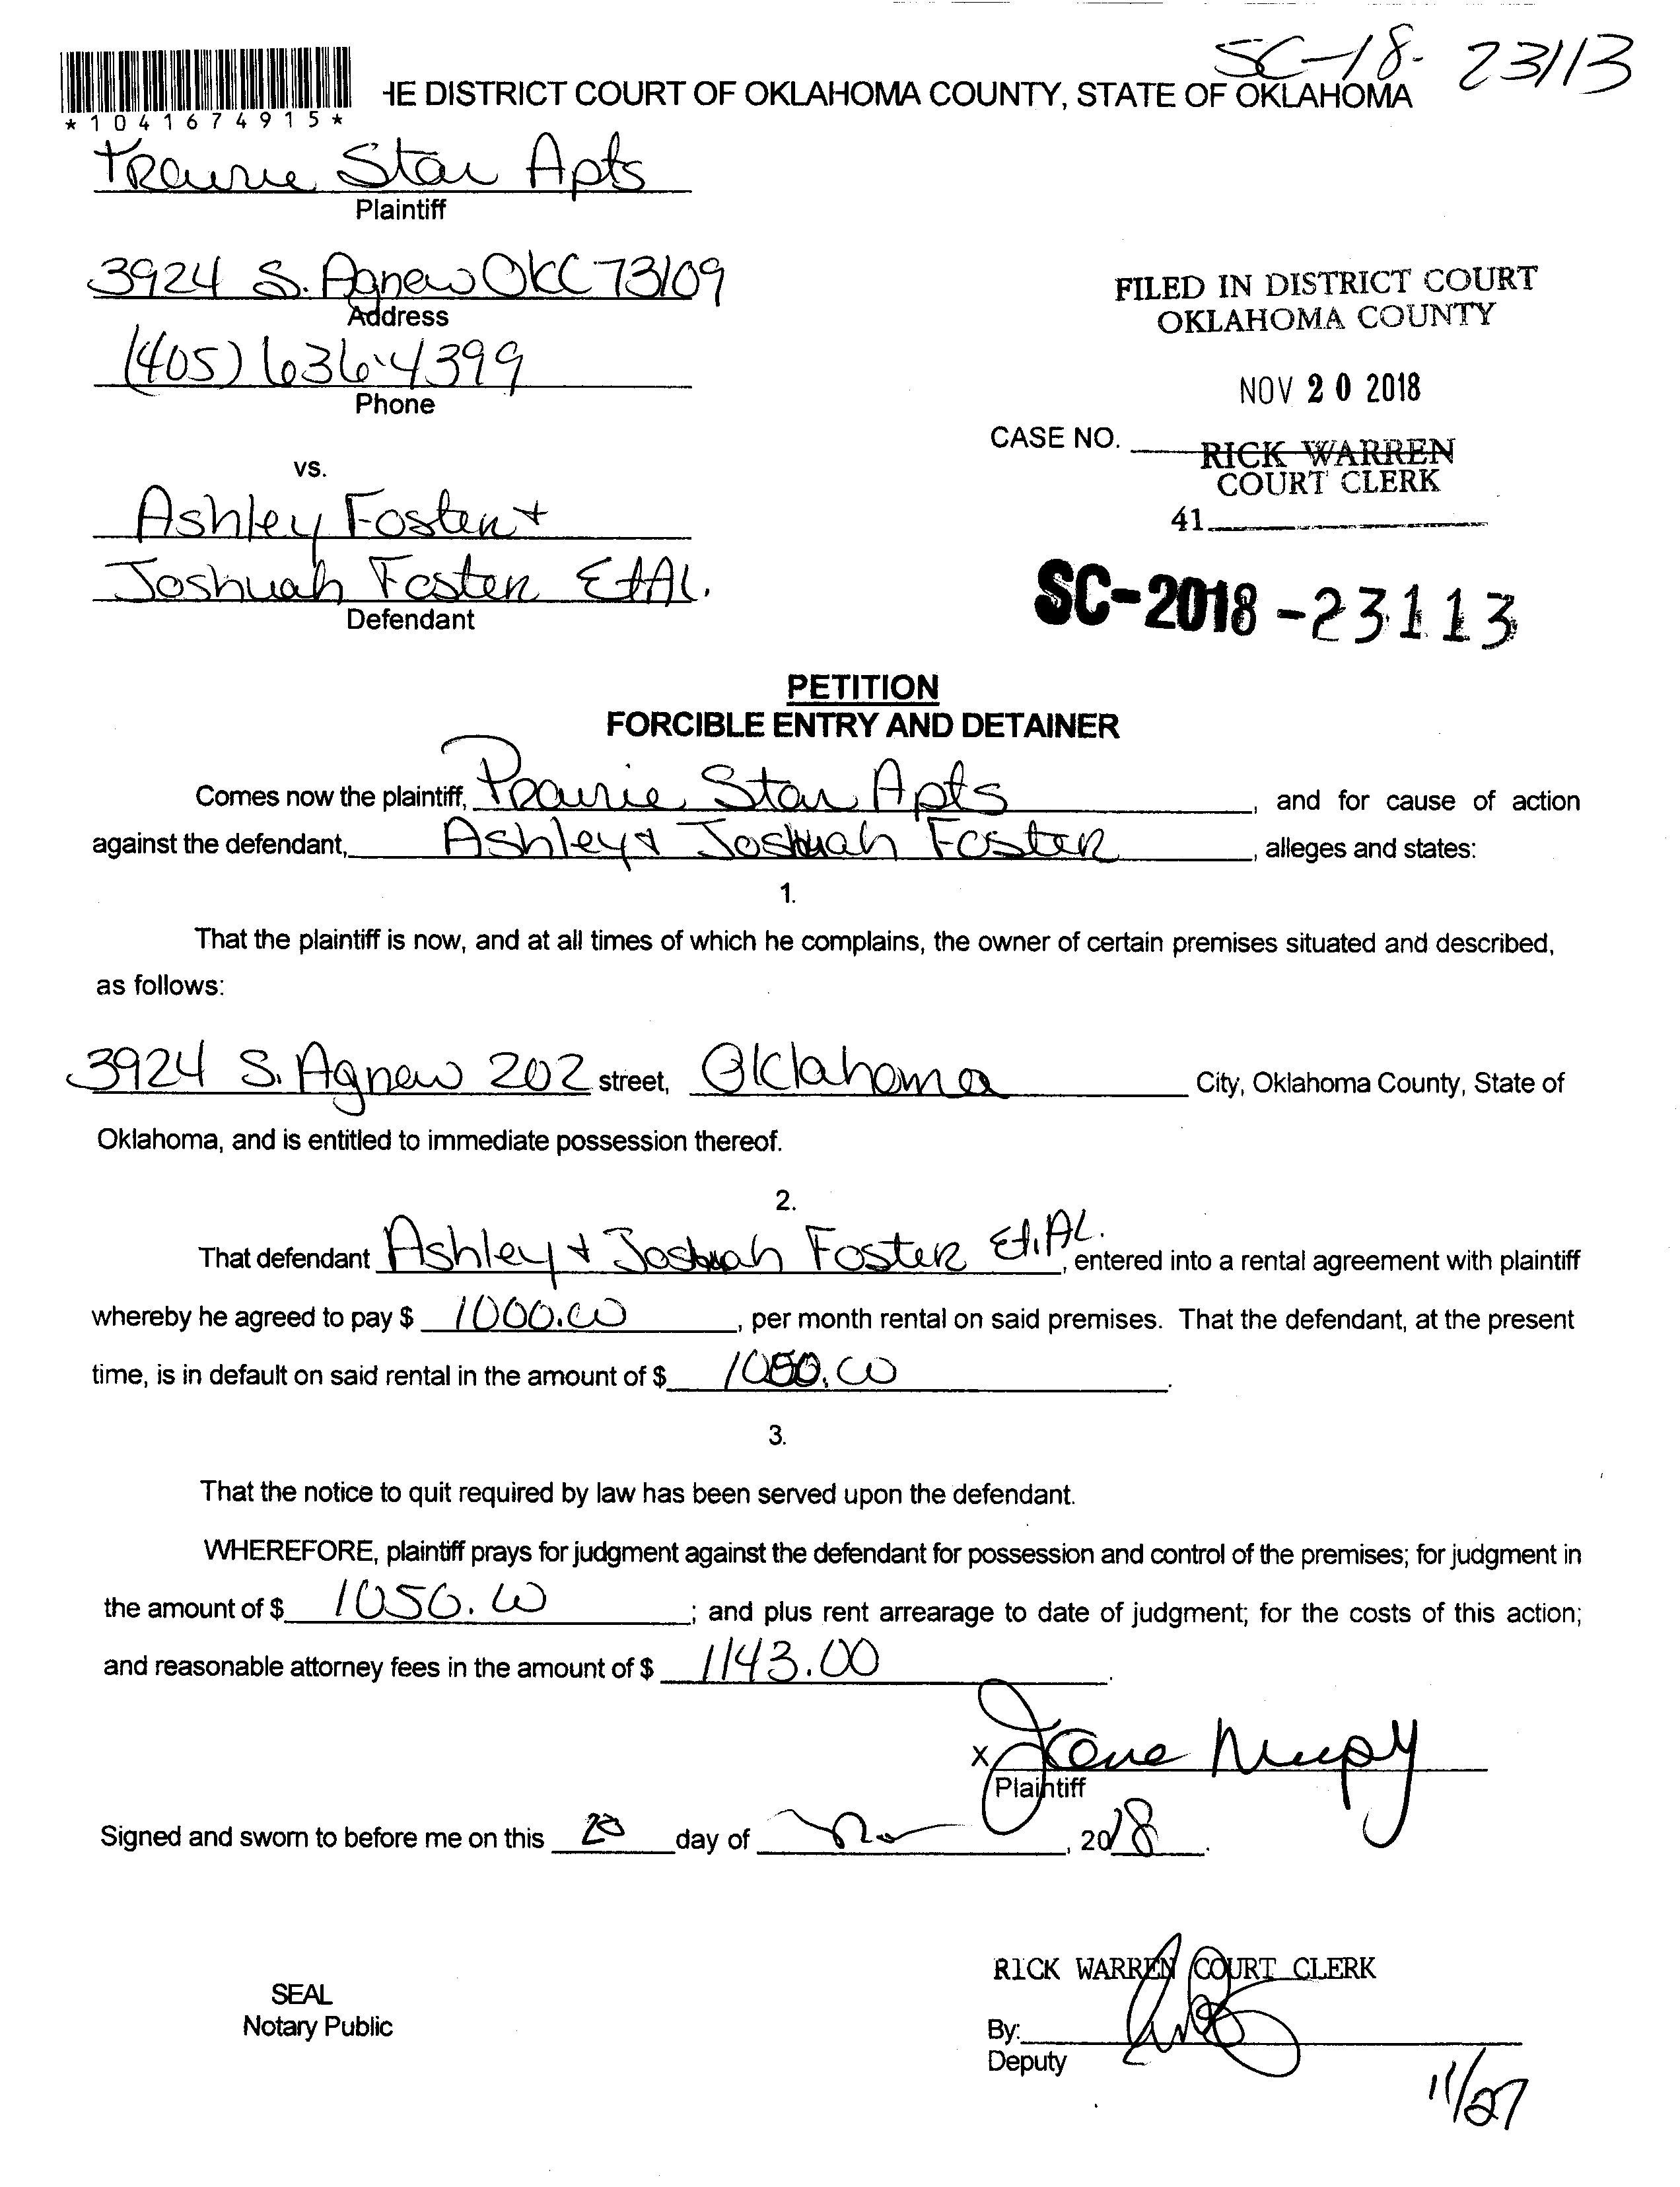 SC-18-23113
HE DISTRICT COURT OF OKLAHOMA COUNTY, STATE OF OKLAHOMA
*1041674915*
Prairie Star Apts
Plaintiff
3924 S. Agnew OKC 73109
Address
FILED IN DISTRICT COURT
OKLAHOMA COUNTY
(405) 636-4399
Phone
NOV 20 2018
CASE NO.
RICK WARREN
COURT CLERK
vs.
41
Ashley Foster +
Joshuah Foster Et Al.
Defendant
SC-2018-23113
PETITION
FORCIBLE ENTRY AND DETAINER
Comes now the plaintiff, Prairie Star Apts, and for cause of action
against the defendant, Ashley + Joshuah Foster, alleges and states:
1.
That the plaintiff is now, and at all times of which he complains, the owner of certain premises situated and described,
as follows:
3924 S. Agnew 202 street, Oklahoma City, Oklahoma County, State of
Oklahoma, and is entitled to immediate possession thereof.
2.
That defendant Ashley + Joshuah Foster Et. AL., entered into a rental agreement with plaintiff
whereby he agreed to pay $ 1000.00, per month rental on said premises. That the defendant, at the present
time, is in default on said rental in the amount of $ 1050.00.
3.
That the notice to quit required by law has been served upon the defendant.
WHEREFORE, plaintiff prays for judgment against the defendant for possession and control of the premises; for judgment in
the amount of $ 1050.00; and plus rent arrearage to date of judgment; for the costs of this action;
and reasonable attorney fees in the amount of $ 1143.00.
X
Plaintiff
Signed and sworn to before me on this 20 day of , 2018.
RICK WARREN COURT CLERK
SEAL
Notary Public
By:
Deputy
11/27